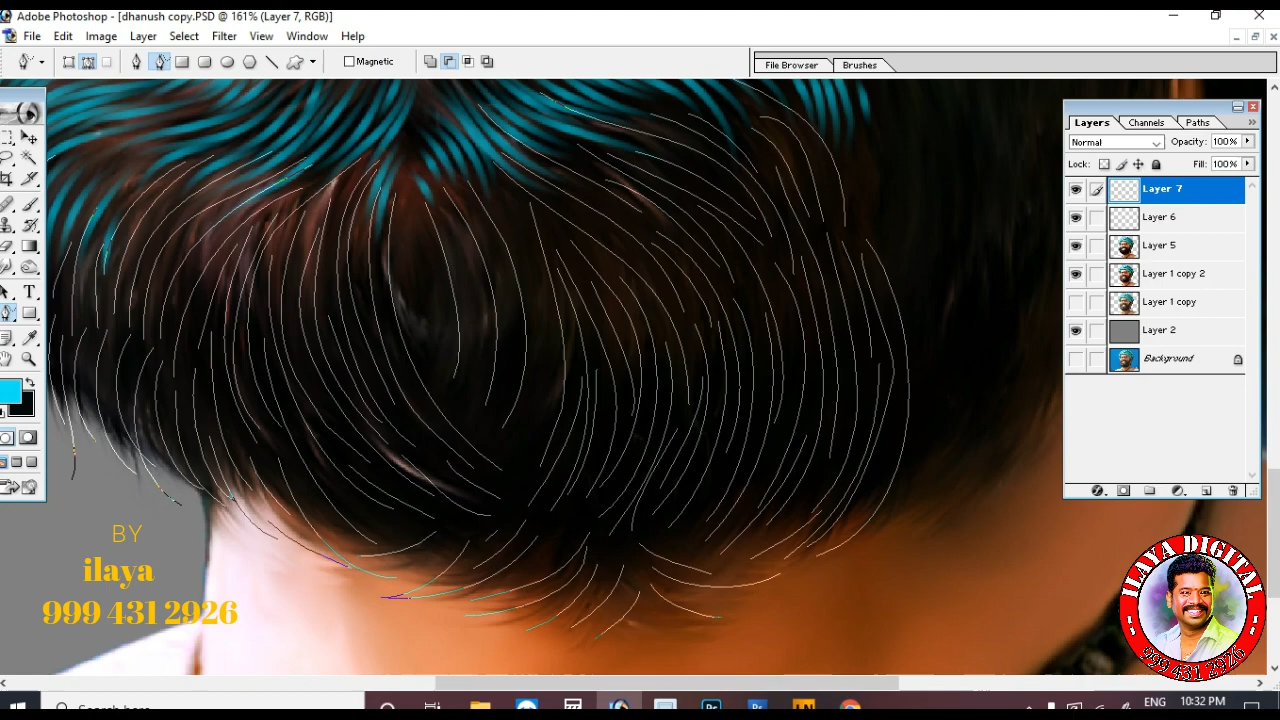 Adobe Photoshop - [dhanush copy.PSD @ 161% (Layer 7, RGB)]
File Edit Image Layer Select Filter View Window Help
Magnetic
File Browser Brushes
Layers Channels Paths
Normal Opacity: 100%
Lock: Fill: 100%
Layer 7
Layer 6
Layer 5
Layer 1 copy 2
Layer 1 copy
Layer 2
Background
BY
ilaya
999 431 2926
ILAYA DIGITAL
999 431 2926
ENG 10:32 PM